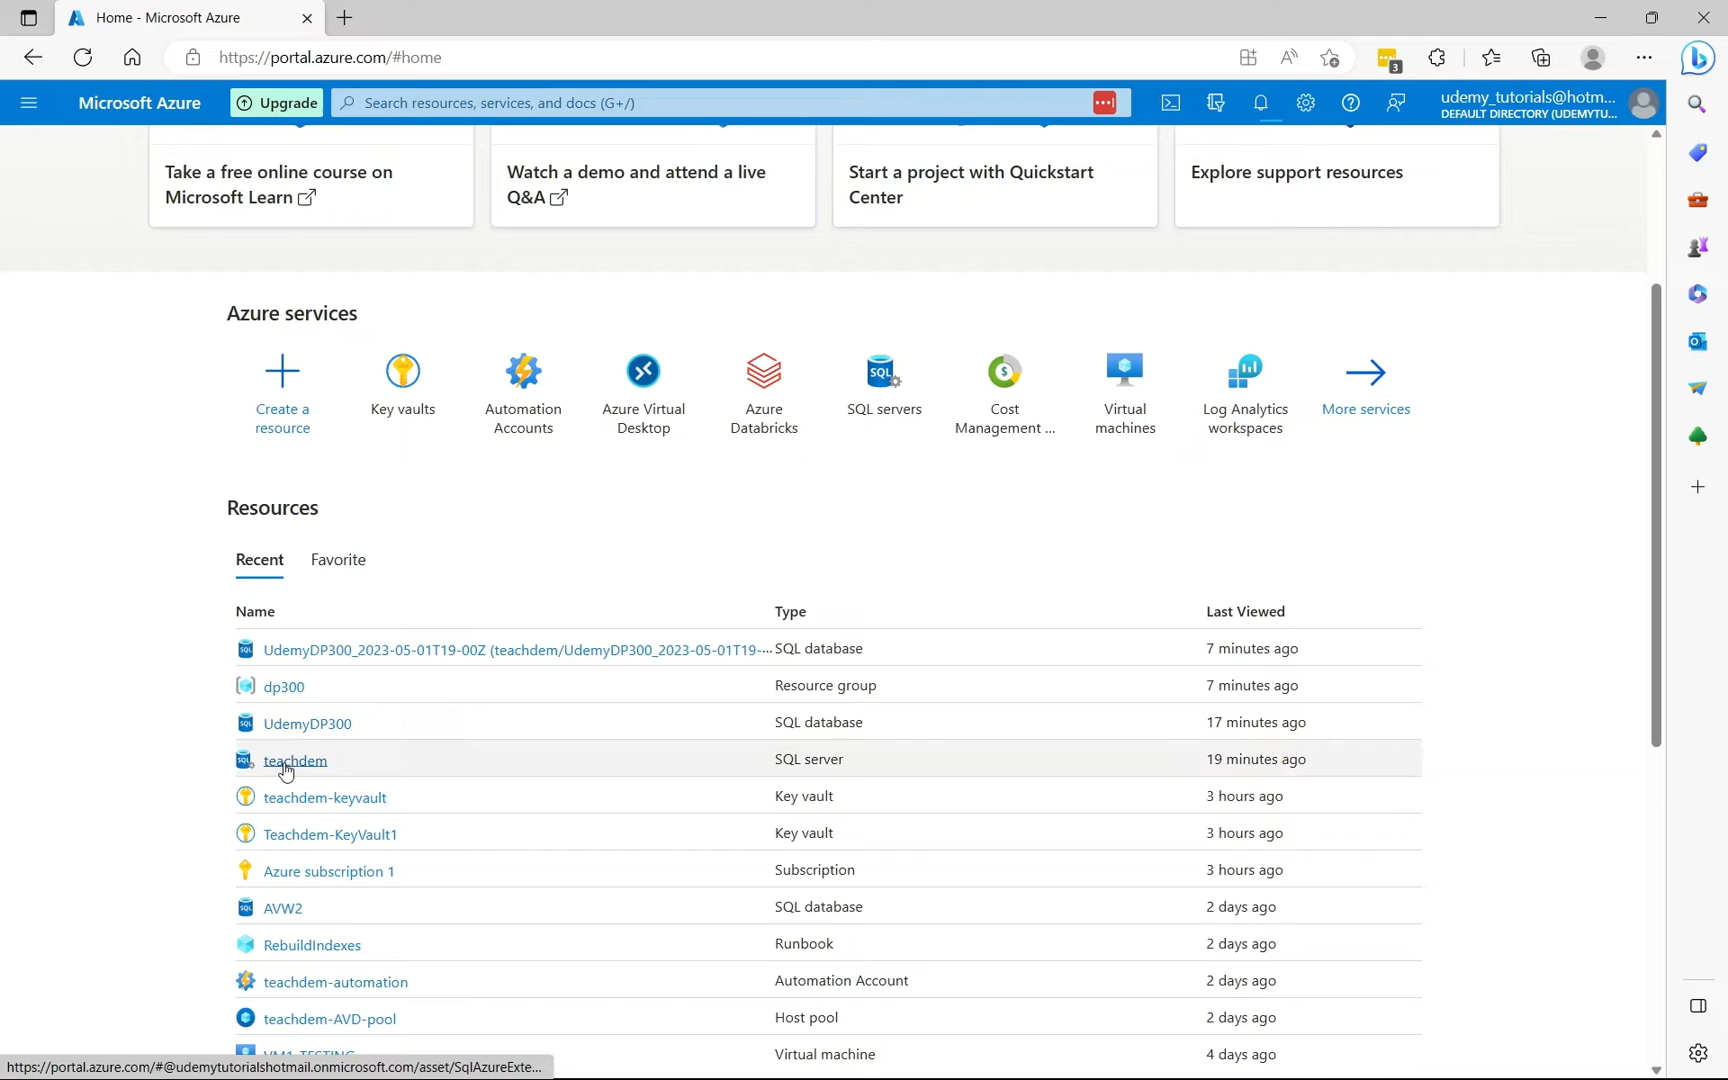 Home - Microsoft Azure
https://portal.azure.com/#home
3
Microsoft Azure
Upgrade
Search resources, services, and docs (G+/)
udemy_tutorials@hotm...
DEFAULT DIRECTORY (UDEMYTU...
Take a free online course on
Microsoft Learn
Watch a demo and attend a live
Q&A
Start a project with Quickstart
Center
Explore support resources
Azure services
Create a
resource
Key vaults
Automation
Accounts
Azure Virtual
Desktop
Azure
Databricks
SQL servers
Cost
Management ...
Virtual
machines
Log Analytics
workspaces
More services
Resources
Recent Favorite
Name Type Last Viewed
UdemyDP300_2023-05-01T19-00Z (teachdem/UdemyDP300_2023-05-01T19-... SQL database 7 minutes ago
dp300 Resource group 7 minutes ago
UdemyDP300 SQL database 17 minutes ago
teachdem SQL server 19 minutes ago
teachdem-keyvault Key vault 3 hours ago
Teachdem-KeyVault1 Key vault 3 hours ago
Azure subscription 1 Subscription 3 hours ago
AVW2 SQL database 2 days ago
RebuildIndexes Runbook 2 days ago
teachdem-automation Automation Account 2 days ago
teachdem-AVD-pool Host pool 2 days ago
VM1-TESTING Virtual machine 4 days ago
https://portal.azure.com/#@udemytutorialshotmail.onmicrosoft.com/asset/SqlAzureExte...